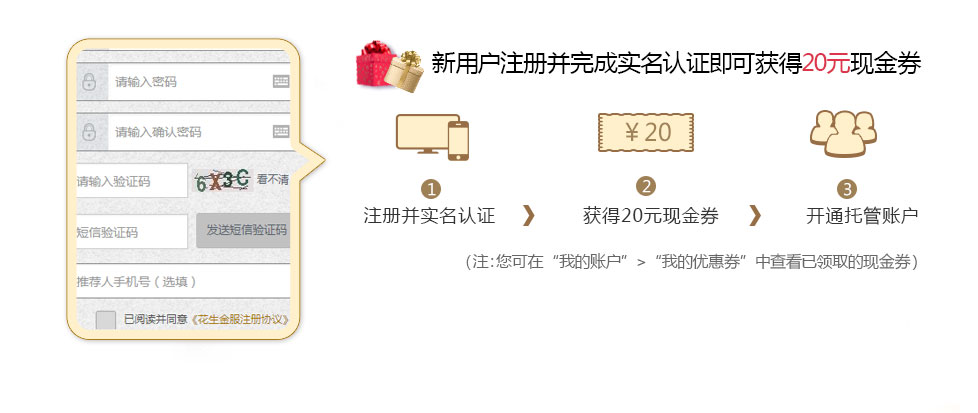 新用户注册并完成实名认证即可获得20元现金券
请输入密码
请输入确认密码
请输入验证码
6X3C
看不清
短信验证码
发送短信验证码
推荐人手机号（选填）
已阅读并同意《花生金服注册协议》
¥20
1
2
3
注册并实名认证
获得20元现金券
开通托管账户
（注:您可在“我的账户”>“我的优惠券”中查看已领取的现金券）